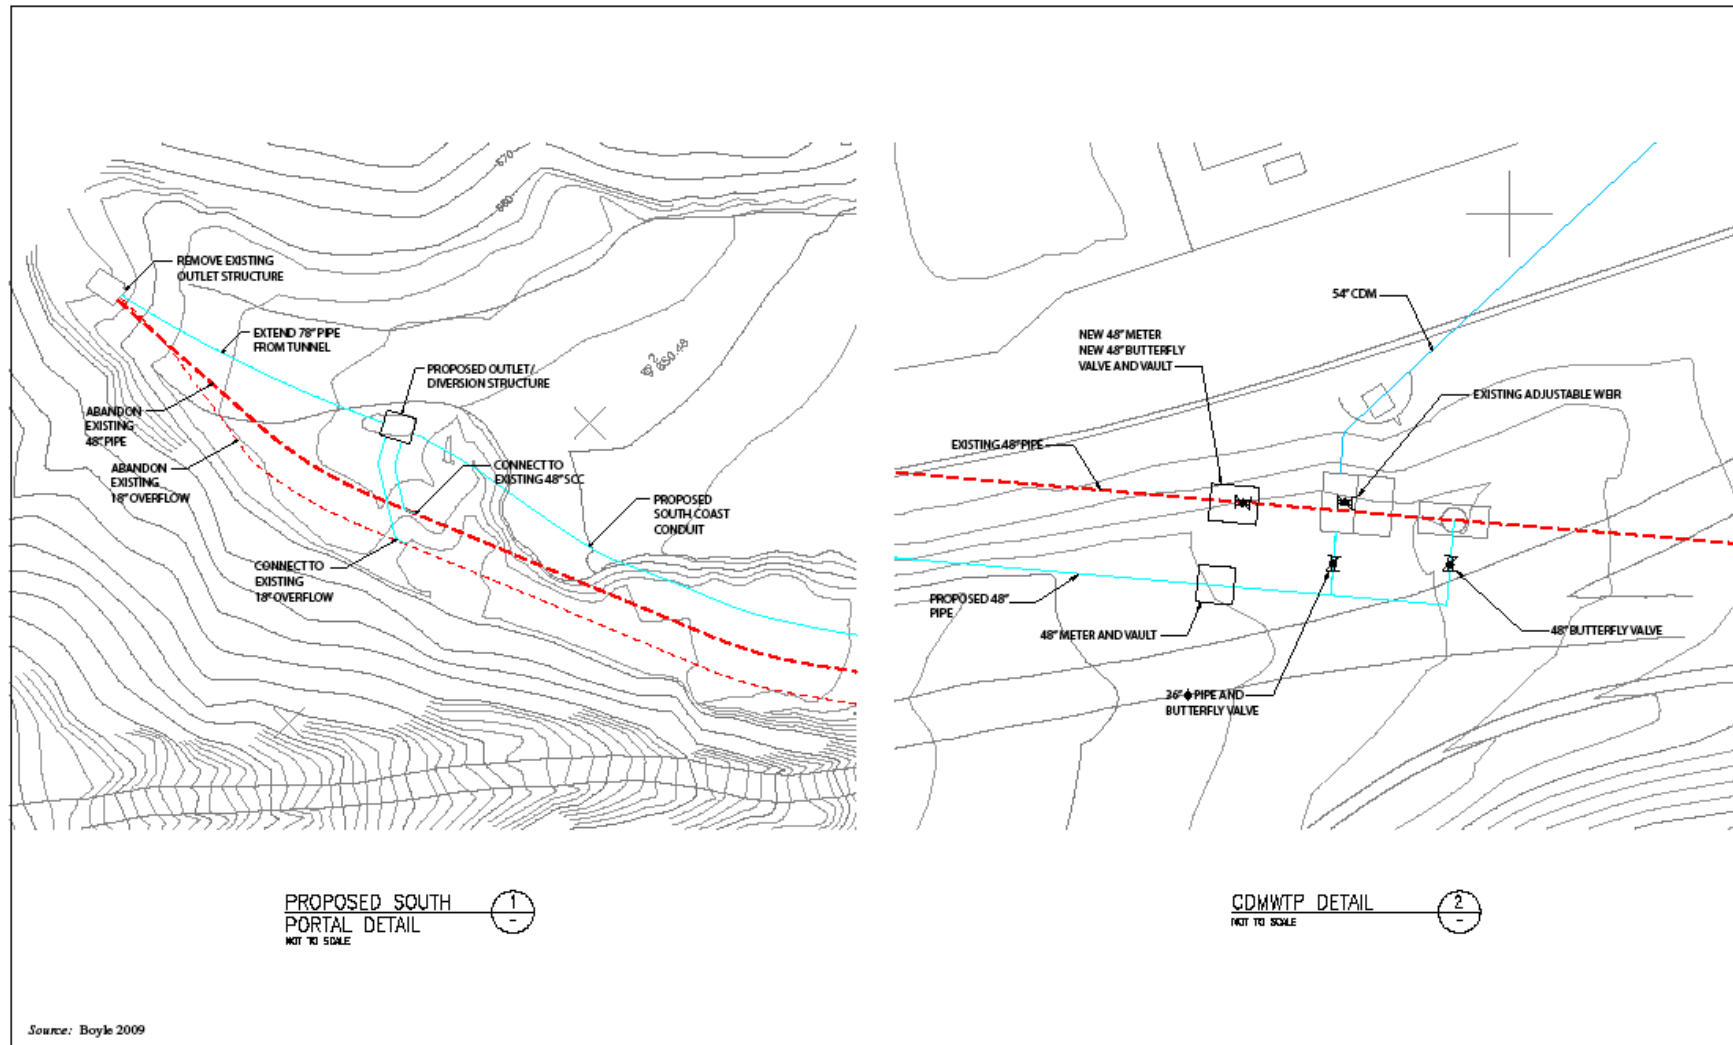 670
660
REMOVE EXISTING
OUTLET STRUCTURE
EXTEND 78" PIPE
FROM TUNNEL
2
650.48
PROPOSED OUTLET/
DIVERSION STRUCTURE
ABANDON
EXISTING
48" PIPE
ABANDON
EXISTING
18" OVERFLOW
CONNECT TO
EXISTING 48" SCC
PROPOSED
SOUTH COAST
CONDUIT
CONNECT TO
EXISTING
18" OVERFLOW
54" CDM
NEW 48" METER
NEW 48" BUTTERFLY
VALVE AND VAULT
EXISTING ADJUSTABLE WEIR
EXISTING 48" PIPE
PROPOSED 48"
PIPE
48" METER AND VAULT
48" BUTTERFLY VALVE
36"ϕ PIPE AND
BUTTERFLY VALVE
PROPOSED SOUTH
PORTAL DETAIL
NOT TO SCALE
1
-
CDMWTP DETAIL
NOT TO SCALE
2
-
Source: Boyle 2009